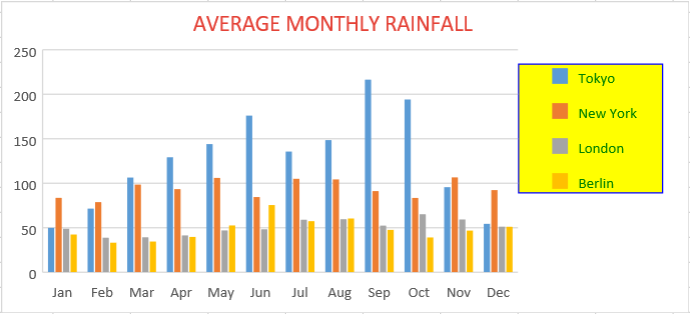 AVERAGE MONTHLY RAINFALL
250
200
150
100
50
0
Jan Feb Mar Apr May Jun Jul Aug Sep Oct Nov Dec
Tokyo
New York
London
Berlin